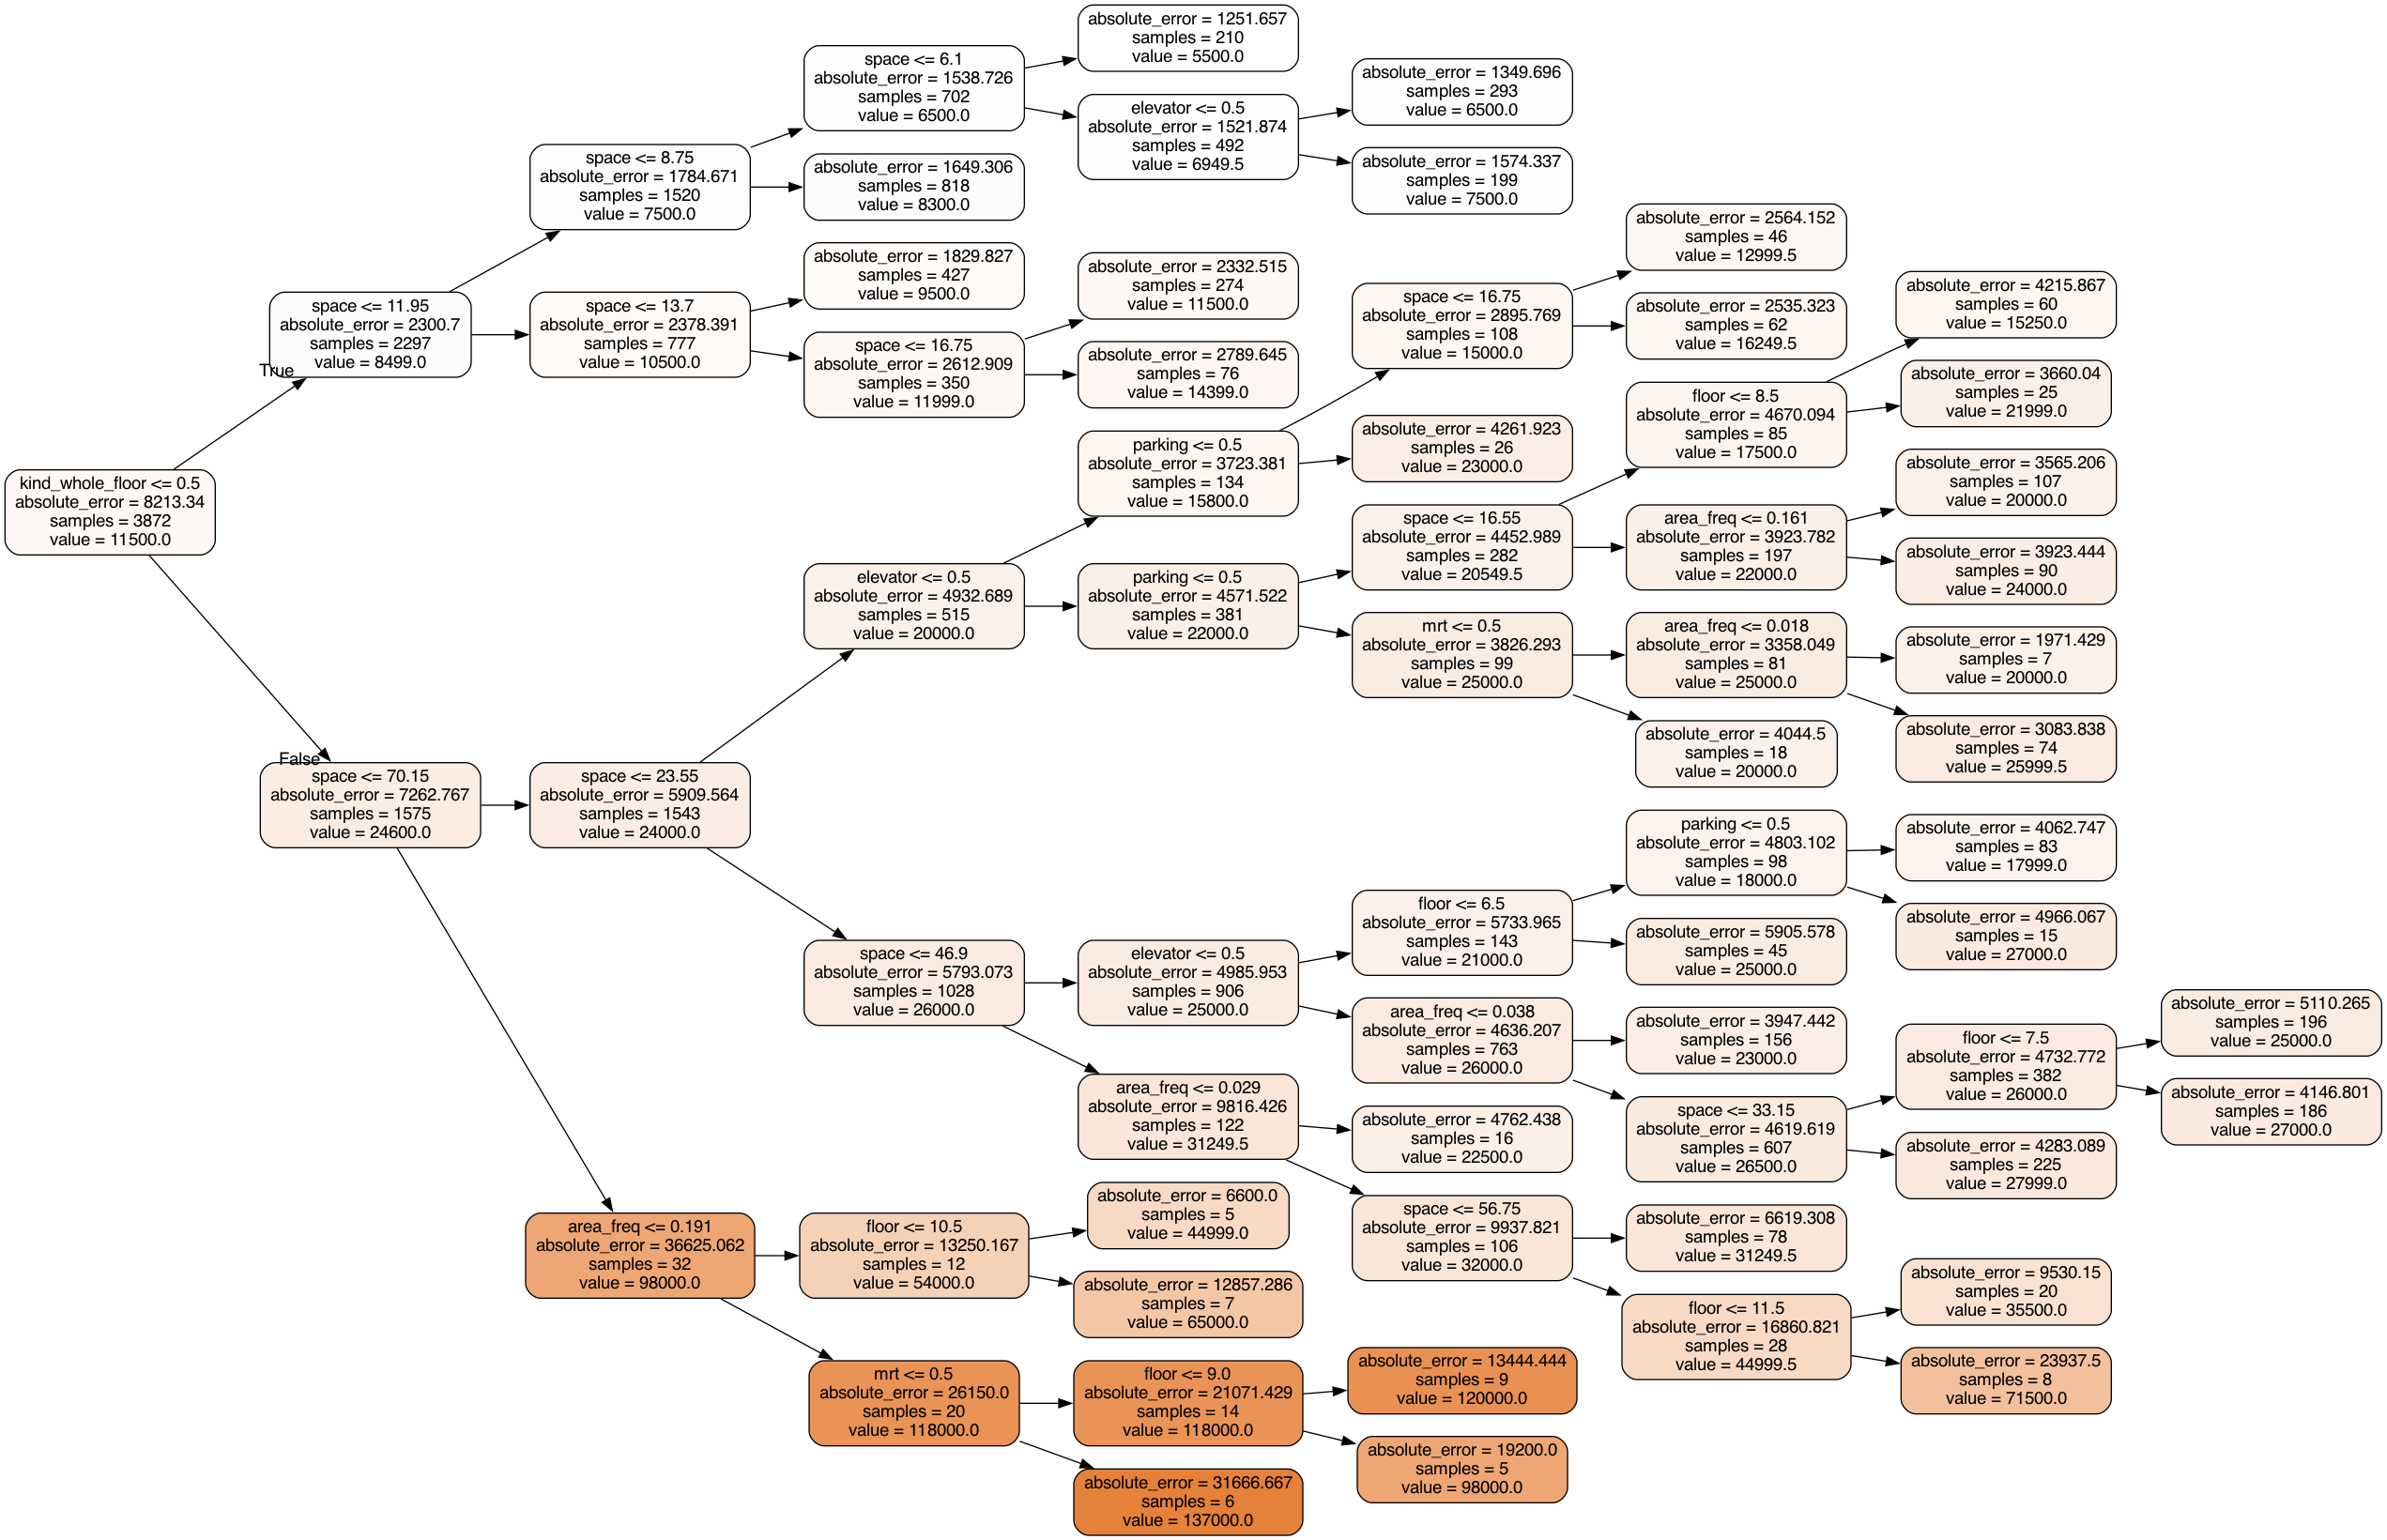 kind_whole_floor <= 0.5
absolute_error = 8213.34
samples = 3872
value = 11500.0
True
False
space <= 11.95
absolute_error = 2300.7
samples = 2297
value = 8499.0
space <= 70.15
absolute_error = 7262.767
samples = 1575
value = 24600.0
space <= 8.75
absolute_error = 1784.671
samples = 1520
value = 7500.0
space <= 13.7
absolute_error = 2378.391
samples = 777
value = 10500.0
space <= 23.55
absolute_error = 5909.564
samples = 1543
value = 24000.0
area_freq <= 0.191
absolute_error = 36625.062
samples = 32
value = 98000.0
space <= 6.1
absolute_error = 1538.726
samples = 702
value = 6500.0
absolute_error = 1649.306
samples = 818
value = 8300.0
absolute_error = 1829.827
samples = 427
value = 9500.0
space <= 16.75
absolute_error = 2612.909
samples = 350
value = 11999.0
elevator <= 0.5
absolute_error = 4932.689
samples = 515
value = 20000.0
space <= 46.9
absolute_error = 5793.073
samples = 1028
value = 26000.0
floor <= 10.5
absolute_error = 13250.167
samples = 12
value = 54000.0
mrt <= 0.5
absolute_error = 26150.0
samples = 20
value = 118000.0
absolute_error = 1251.657
samples = 210
value = 5500.0
elevator <= 0.5
absolute_error = 1521.874
samples = 492
value = 6949.5
absolute_error = 2332.515
samples = 274
value = 11500.0
absolute_error = 2789.645
samples = 76
value = 14399.0
parking <= 0.5
absolute_error = 3723.381
samples = 134
value = 15800.0
parking <= 0.5
absolute_error = 4571.522
samples = 381
value = 22000.0
elevator <= 0.5
absolute_error = 4985.953
samples = 906
value = 25000.0
area_freq <= 0.029
absolute_error = 9816.426
samples = 122
value = 31249.5
absolute_error = 6600.0
samples = 5
value = 44999.0
absolute_error = 12857.286
samples = 7
value = 65000.0
floor <= 9.0
absolute_error = 21071.429
samples = 14
value = 118000.0
absolute_error = 31666.667
samples = 6
value = 137000.0
absolute_error = 1349.696
samples = 293
value = 6500.0
absolute_error = 1574.337
samples = 199
value = 7500.0
space <= 16.75
absolute_error = 2895.769
samples = 108
value = 15000.0
absolute_error = 4261.923
samples = 26
value = 23000.0
space <= 16.55
absolute_error = 4452.989
samples = 282
value = 20549.5
mrt <= 0.5
absolute_error = 3826.293
samples = 99
value = 25000.0
floor <= 6.5
absolute_error = 5733.965
samples = 143
value = 21000.0
area_freq <= 0.038
absolute_error = 4636.207
samples = 763
value = 26000.0
absolute_error = 4762.438
samples = 16
value = 22500.0
space <= 56.75
absolute_error = 9937.821
samples = 106
value = 32000.0
absolute_error = 13444.444
samples = 9
value = 120000.0
absolute_error = 19200.0
samples = 5
value = 98000.0
absolute_error = 2564.152
samples = 46
value = 12999.5
absolute_error = 2535.323
samples = 62
value = 16249.5
floor <= 8.5
absolute_error = 4670.094
samples = 85
value = 17500.0
area_freq <= 0.161
absolute_error = 3923.782
samples = 197
value = 22000.0
area_freq <= 0.018
absolute_error = 3358.049
samples = 81
value = 25000.0
absolute_error = 4044.5
samples = 18
value = 20000.0
parking <= 0.5
absolute_error = 4803.102
samples = 98
value = 18000.0
absolute_error = 5905.578
samples = 45
value = 25000.0
absolute_error = 3947.442
samples = 156
value = 23000.0
space <= 33.15
absolute_error = 4619.619
samples = 607
value = 26500.0
absolute_error = 6619.308
samples = 78
value = 31249.5
floor <= 11.5
absolute_error = 16860.821
samples = 28
value = 44999.5
absolute_error = 4215.867
samples = 60
value = 15250.0
absolute_error = 3660.04
samples = 25
value = 21999.0
absolute_error = 3565.206
samples = 107
value = 20000.0
absolute_error = 3923.444
samples = 90
value = 24000.0
absolute_error = 1971.429
samples = 7
value = 20000.0
absolute_error = 3083.838
samples = 74
value = 25999.5
absolute_error = 4062.747
samples = 83
value = 17999.0
absolute_error = 4966.067
samples = 15
value = 27000.0
floor <= 7.5
absolute_error = 4732.772
samples = 382
value = 26000.0
absolute_error = 4283.089
samples = 225
value = 27999.0
absolute_error = 9530.15
samples = 20
value = 35500.0
absolute_error = 23937.5
samples = 8
value = 71500.0
absolute_error = 5110.265
samples = 196
value = 25000.0
absolute_error = 4146.801
samples = 186
value = 27000.0